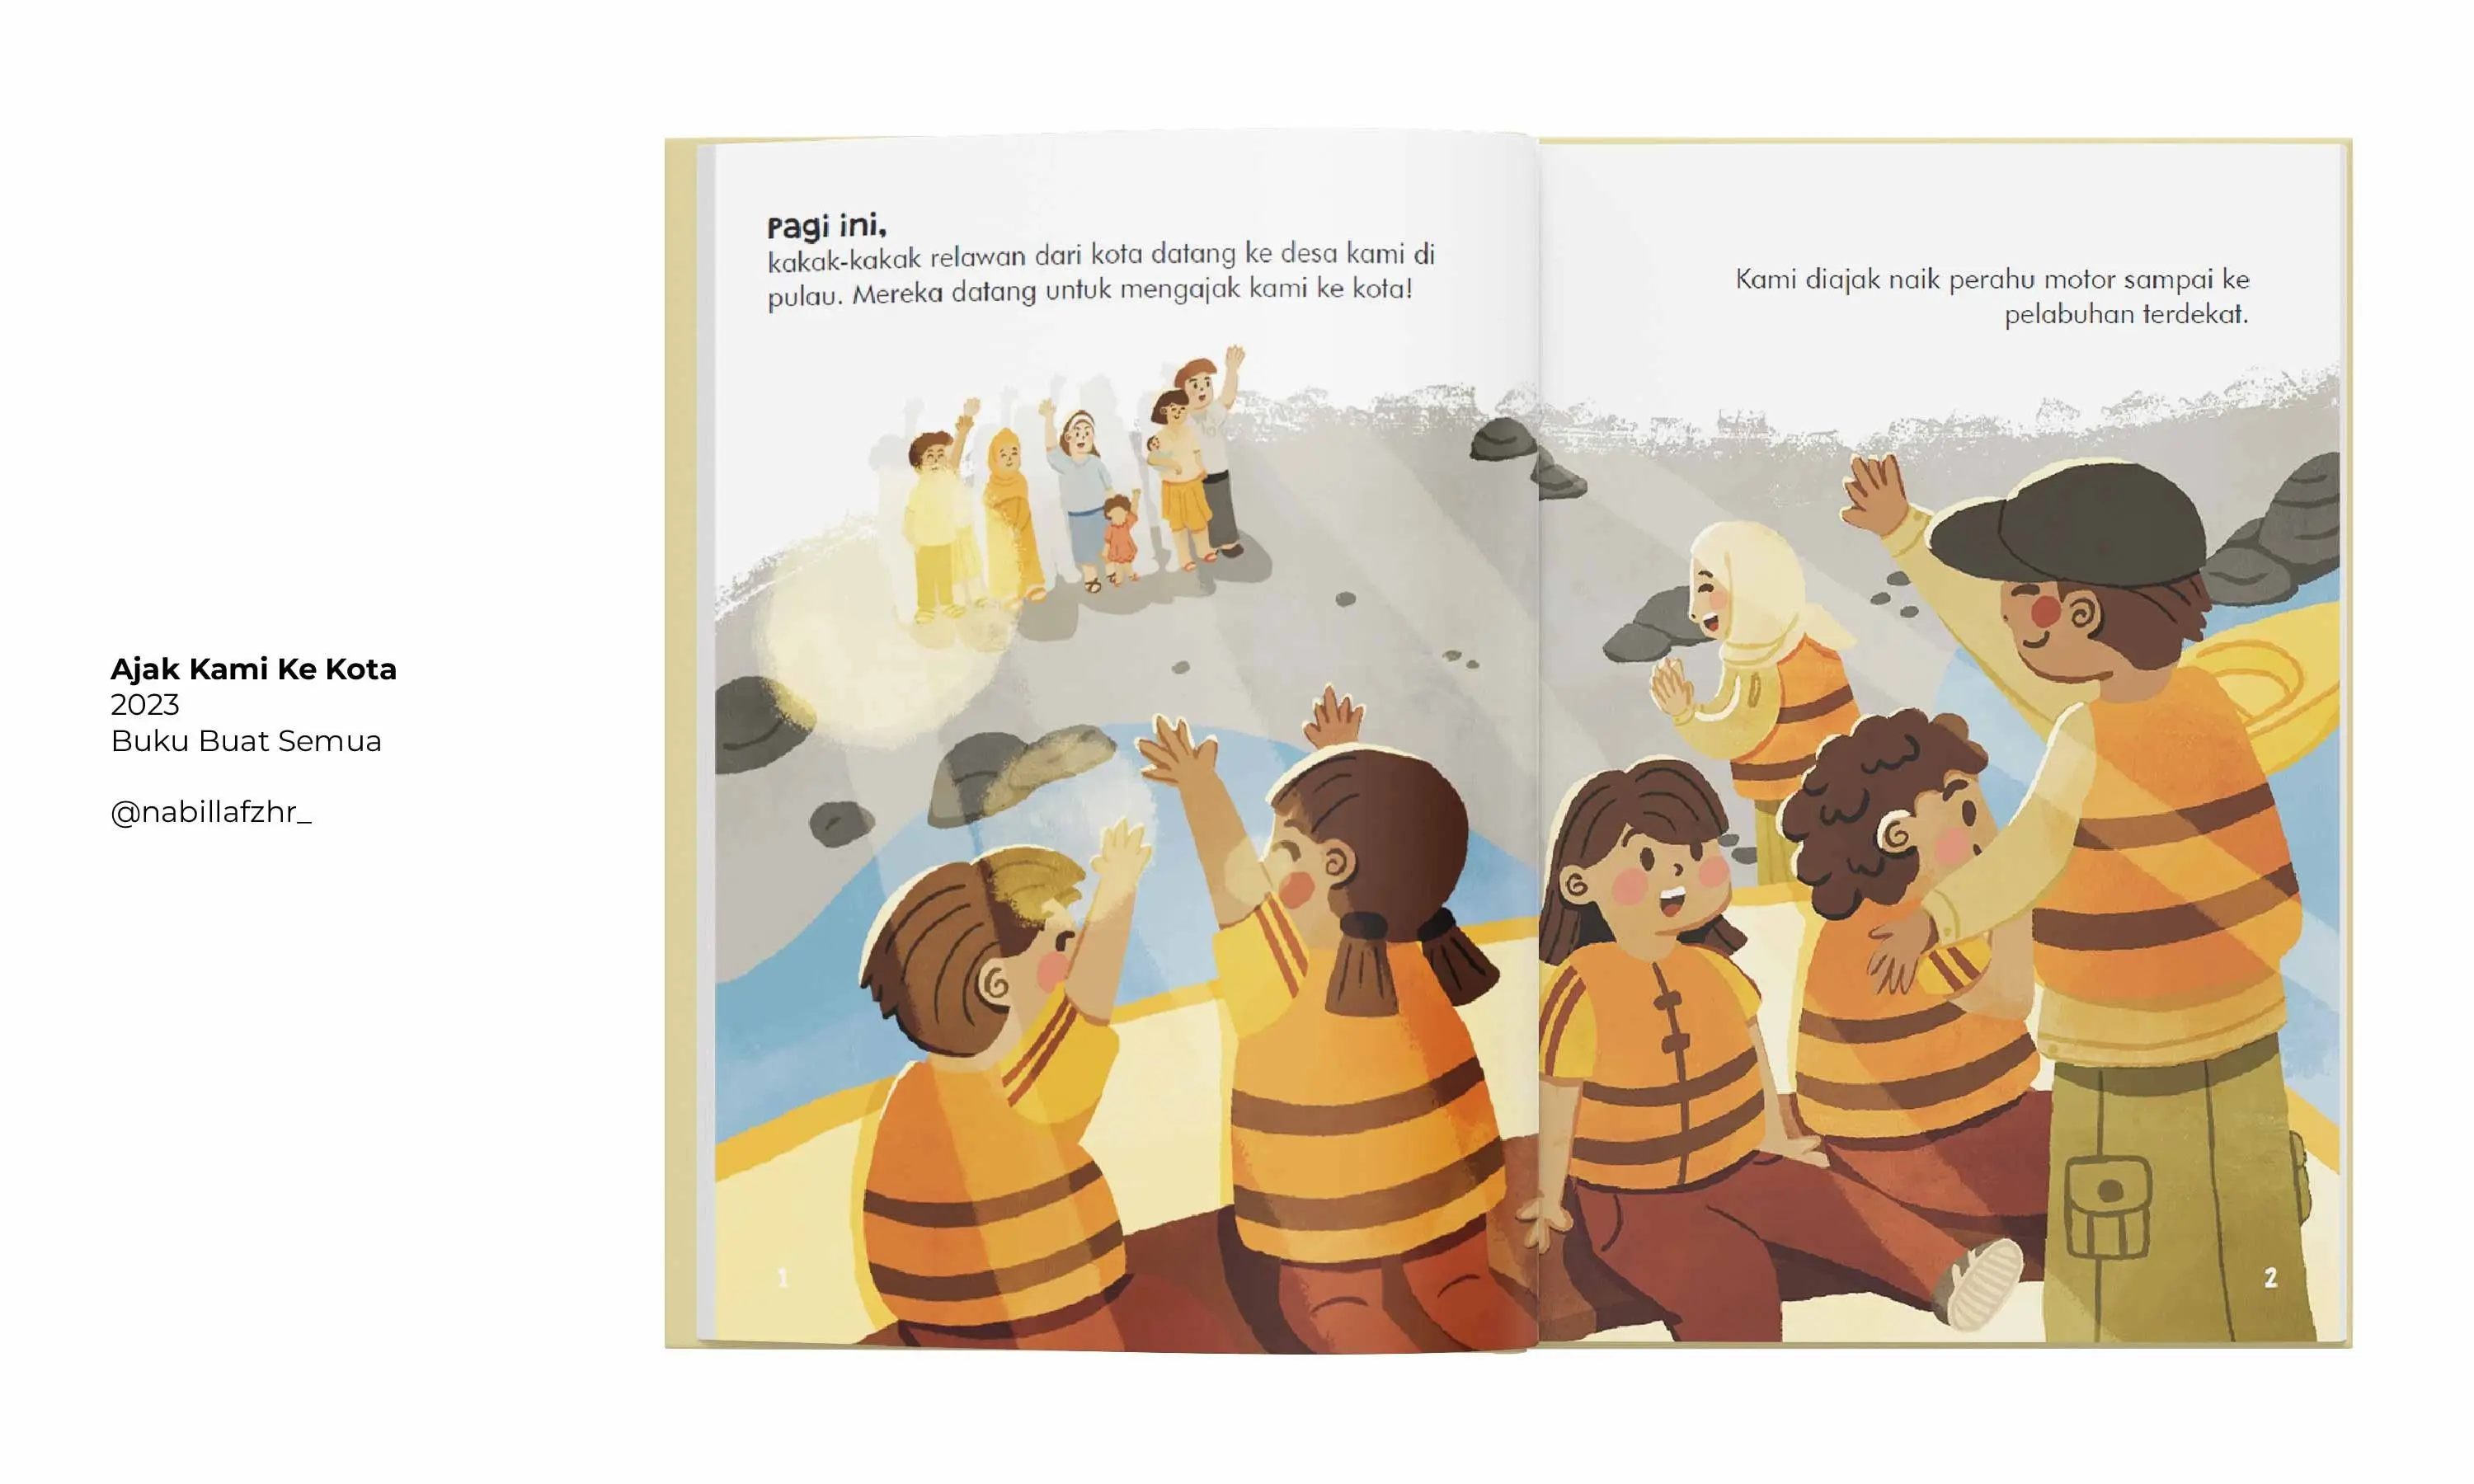 Ajak Kami Ke Kota
2023
Buku Buat Semua
@nabillafzhr_
Pagi ini,
kakak-kakak relawan dari kota datang ke desa kami di
pulau. Mereka datang untuk mengajak kami ke kota!
1
Kami diajak naik perahu motor sampai ke
pelabuhan terdekat.
2